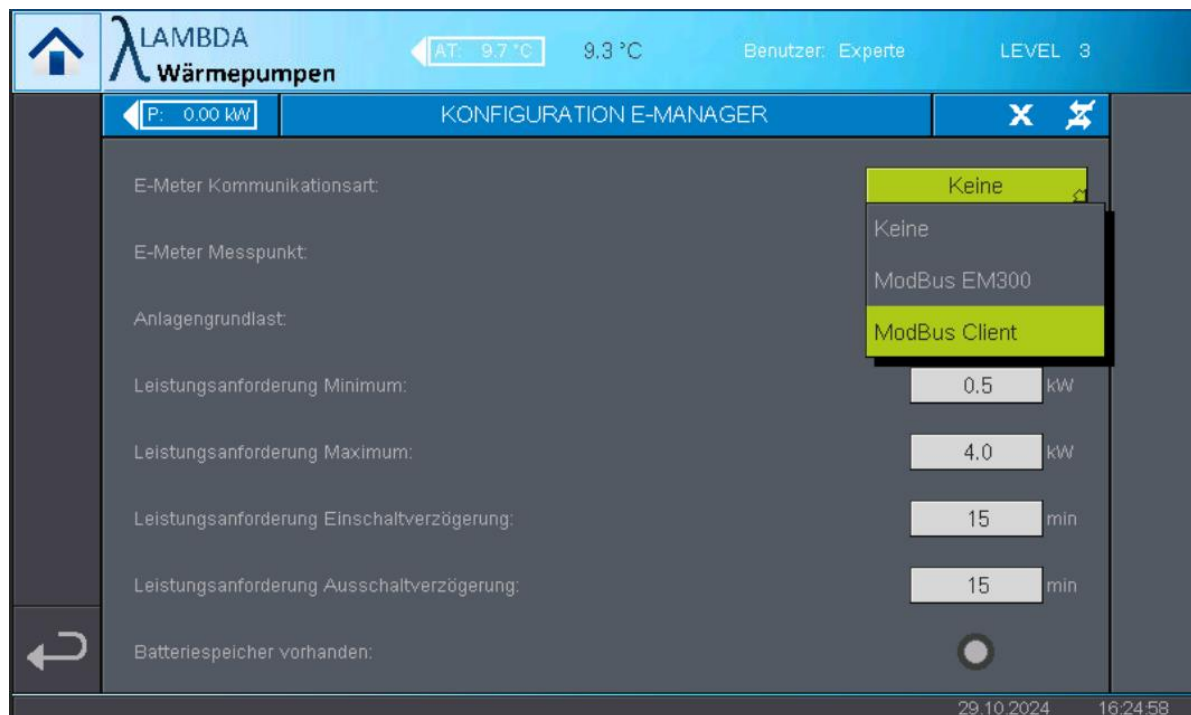 LAMBDA
Wärmepumpen
AT: 9.7 °C
9.3 °C
Benutzer: Experte
LEVEL 3
P: 0.00 kW
KONFIGURATION E-MANAGER
X
E-Meter Kommunikationsart:
Keine
Keine
E-Meter Messpunkt:
ModBus EM300
Anlagengrundlast:
ModBus Client
Leistungsanforderung Minimum:
0.5 kW
Leistungsanforderung Maximum:
4.0 kW
Leistungsanforderung Einschaltverzögerung:
15 min
Leistungsanforderung Ausschaltverzögerung:
15 min
Batteriespeicher vorhanden:
29.10.2024 16:24:58